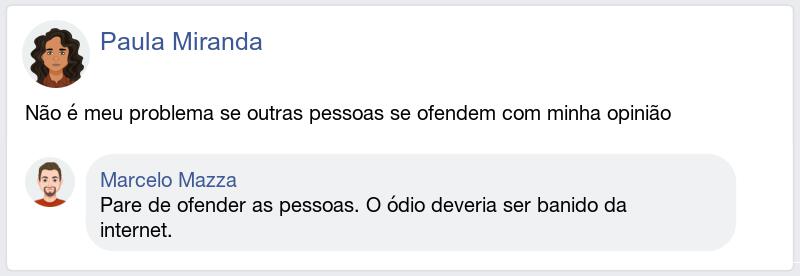 Paula Miranda
Não é meu problema se outras pessoas se ofendem com minha opinião
Marcelo Mazza
Pare de ofender as pessoas. O ódio deveria ser banido da
internet.